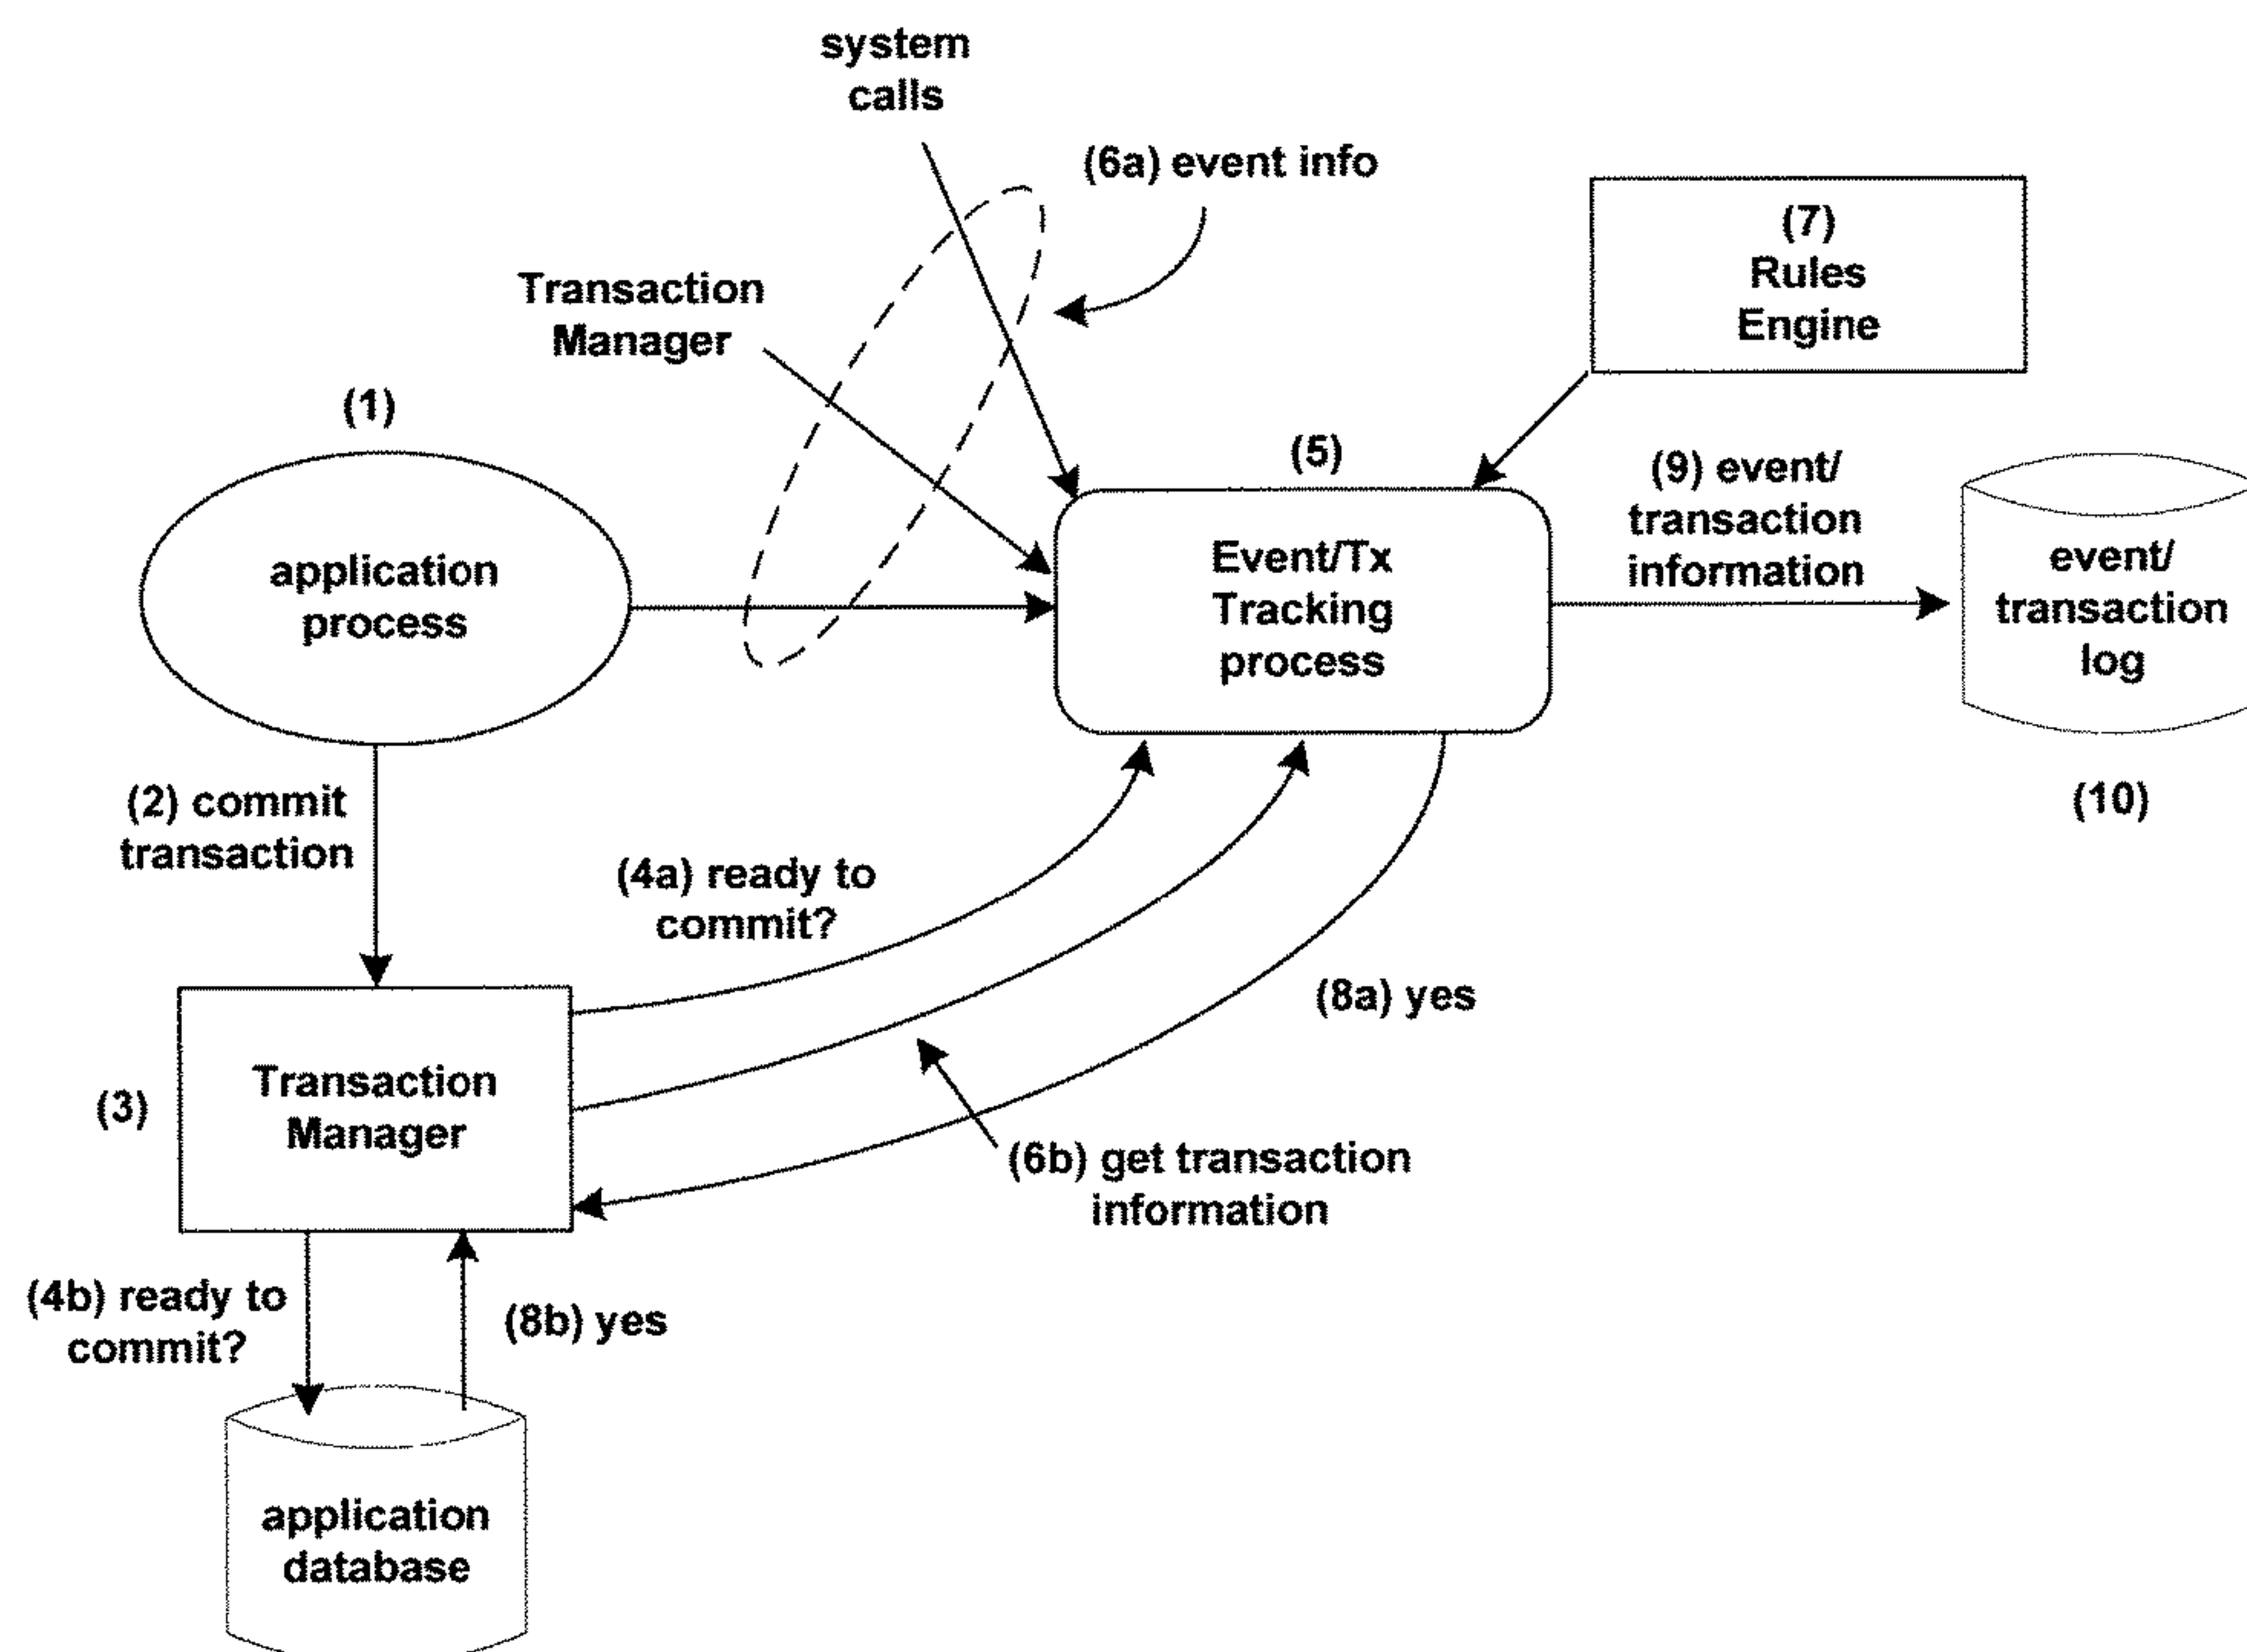 system
calls
(6a) event info
(7)
Rules
Engine
Transaction
Manager
(1)
(5)
(9) event/
transaction
information
application
process
Event/Tx
Tracking
process
event/
transaction
log
(2) commit
transaction
(10)
(4a) ready to
commit?
(8a) yes
(3)
Transaction
Manager
(6b) get transaction
information
(4b) ready to
commit?
(8b) yes
application
database